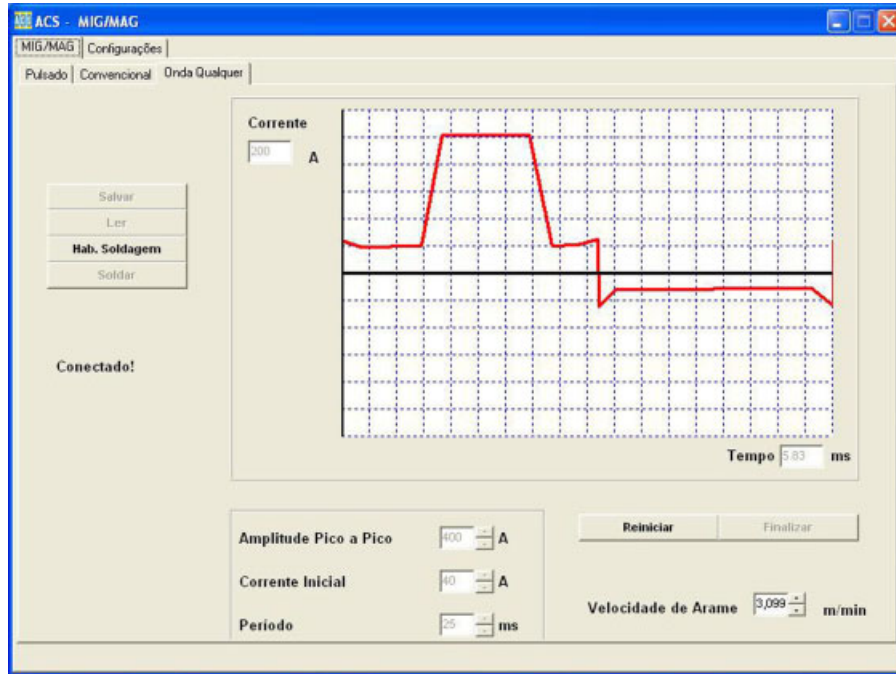 ACS - MIG/MAG
MIG/MAG Configurações
Pulsado Convencional Onda Qualquer
Corrente
200 A
Salvar
Ler
Hab. Soldagem
Soldar
Conectado!
Tempo 5.83 ms
Amplitude Pico a Pico 400 A
Corrente Inicial 40 A
Período 25 ms
Reiniciar Finalizar
Velocidade de Arame 3,099 m/min